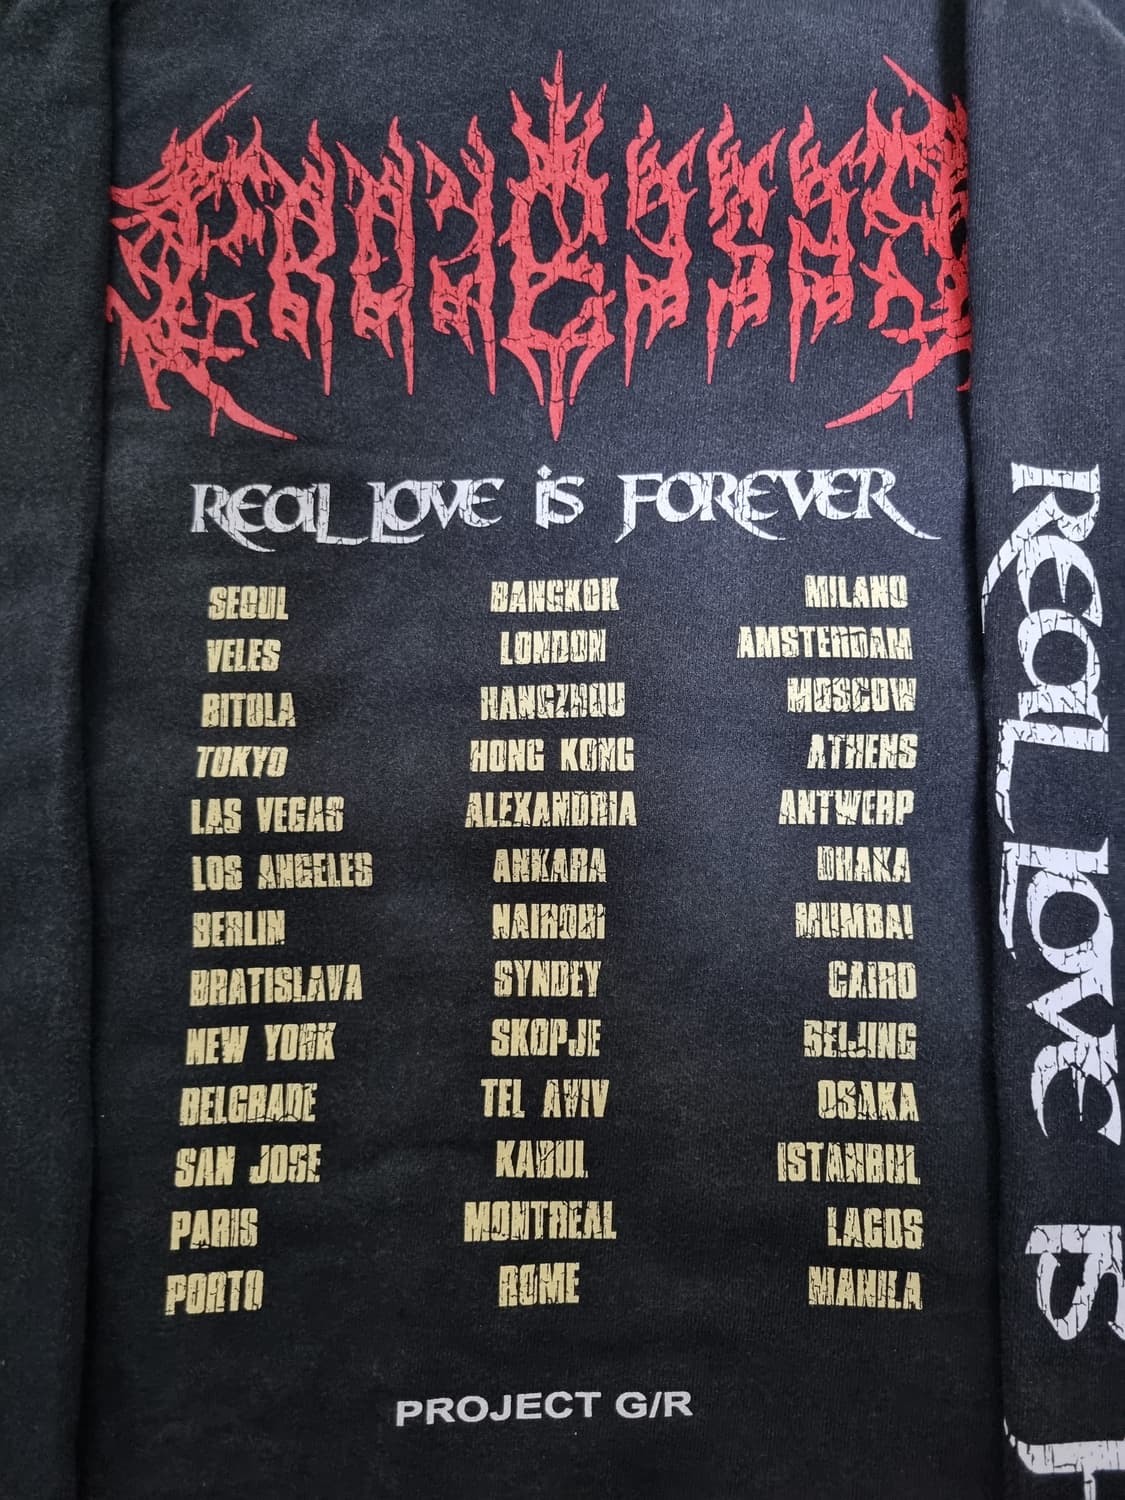 REaL LOVE iS FOREVER
SEOUL
VELES
BITOLA
TOKYO
LAS VEGAS
LOS ANGELES
BERLIN
BRATISLAVA
NEW YORK
BELGRADE
SAN JOSE
PARIS
PORTO
BANGKOK
LONDON
HANGZHOU
HONG KONG
ALEXANDRIA
ANKARA
NAIROBI
SYNDEY
SKOPJE
TEL AVIV
KABUL
MONTREAL
ROME
MILANO
AMSTERDAM
MOSCOW
ATHENS
ANTWERP
DHAKA
MUMBAI
CAIRO
BEIJING
OSAKA
ISTANBUL
LAGOS
MANILA
PROJECT G/R
REaL LOVE iS